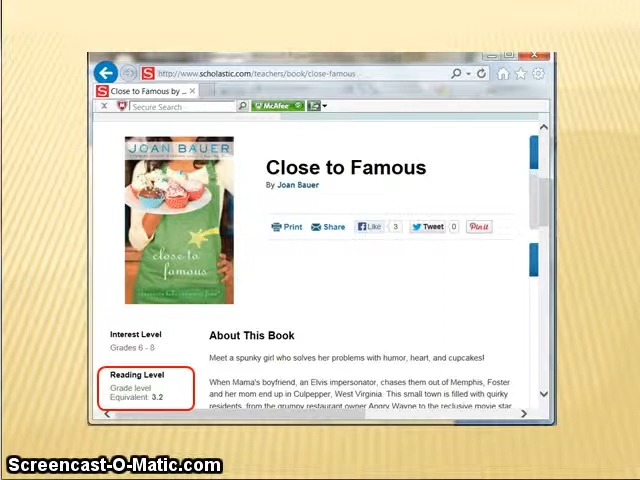 http://www.scholastic.com/teachers/book/close-famous
Close to Famous by ...
Secure Search
McAfee
JOAN BAUER
close to
famous
Close to Famous
By Joan Bauer
Print
Share
Like
3
Tweet
0
Pin it
Interest Level
Grades 6 - 8
Reading Level
Grade level
Equivalent: 3.2
About This Book
Meet a spunky girl who solves her problems with humor, heart, and cupcakes!
When Mama's boyfriend, an Elvis impersonator, chases them out of Memphis, Foster
and her mom end up in Culpepper, West Virginia. This small town is filled with quirky
residents, from the grumpy restaurant owner Angry Wayne to the reclusive movie star,
Screencast-O-Matic.com